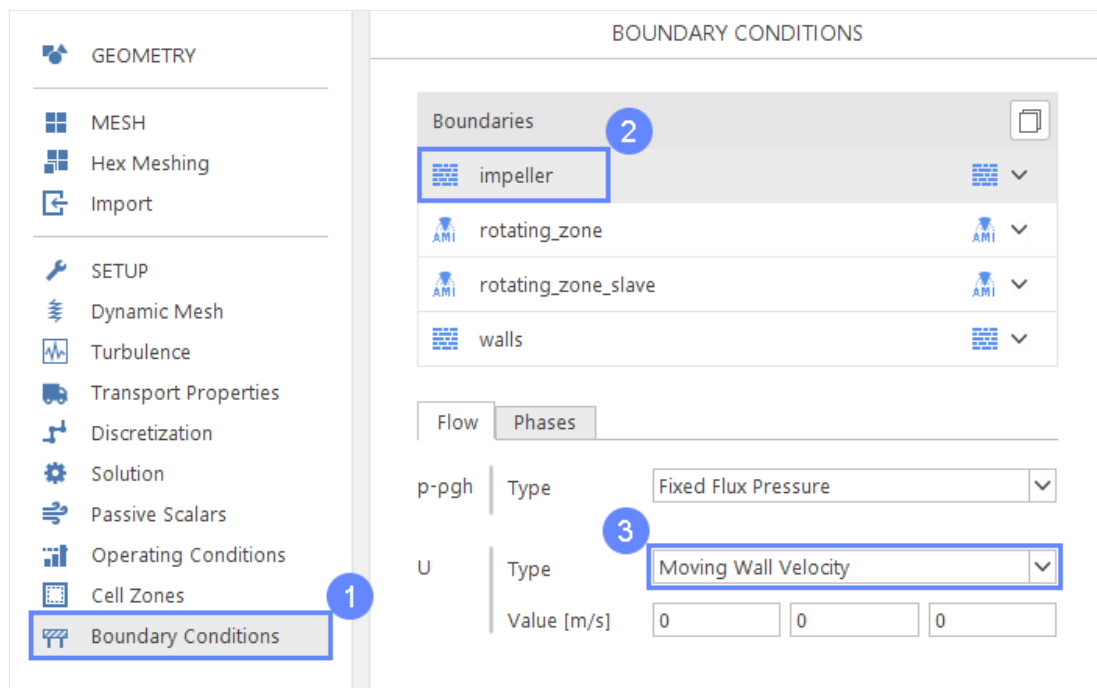 BOUNDARY CONDITIONS
GEOMETRY
MESH
Hex Meshing
Import
SETUP
Dynamic Mesh
Turbulence
Transport Properties
Discretization
Solution
Passive Scalars
Operating Conditions
Cell Zones
1
Boundary Conditions
Boundaries
2
impeller
AMI rotating_zone AMI
AMI rotating_zone_slave AMI
walls
Flow Phases
p-ρgh Type Fixed Flux Pressure
3
U Type Moving Wall Velocity
Value [m/s] 0 0 0